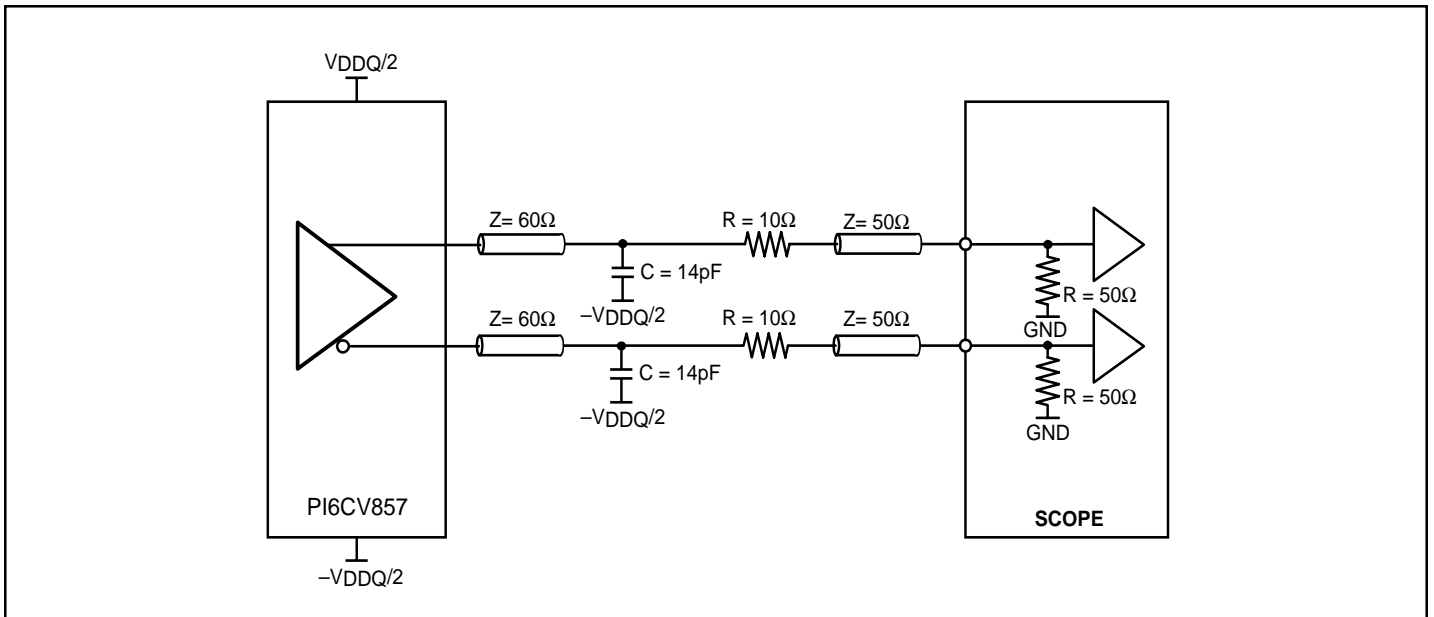 VDDQ/2
Z= 60Ω
R = 10Ω
Z= 50Ω
C = 14pF
R = 50Ω
–VDDQ/2
GND
Z= 60Ω
R = 10Ω
Z= 50Ω
C = 14pF
R = 50Ω
–VDDQ/2
GND
PI6CV857
SCOPE
–VDDQ/2